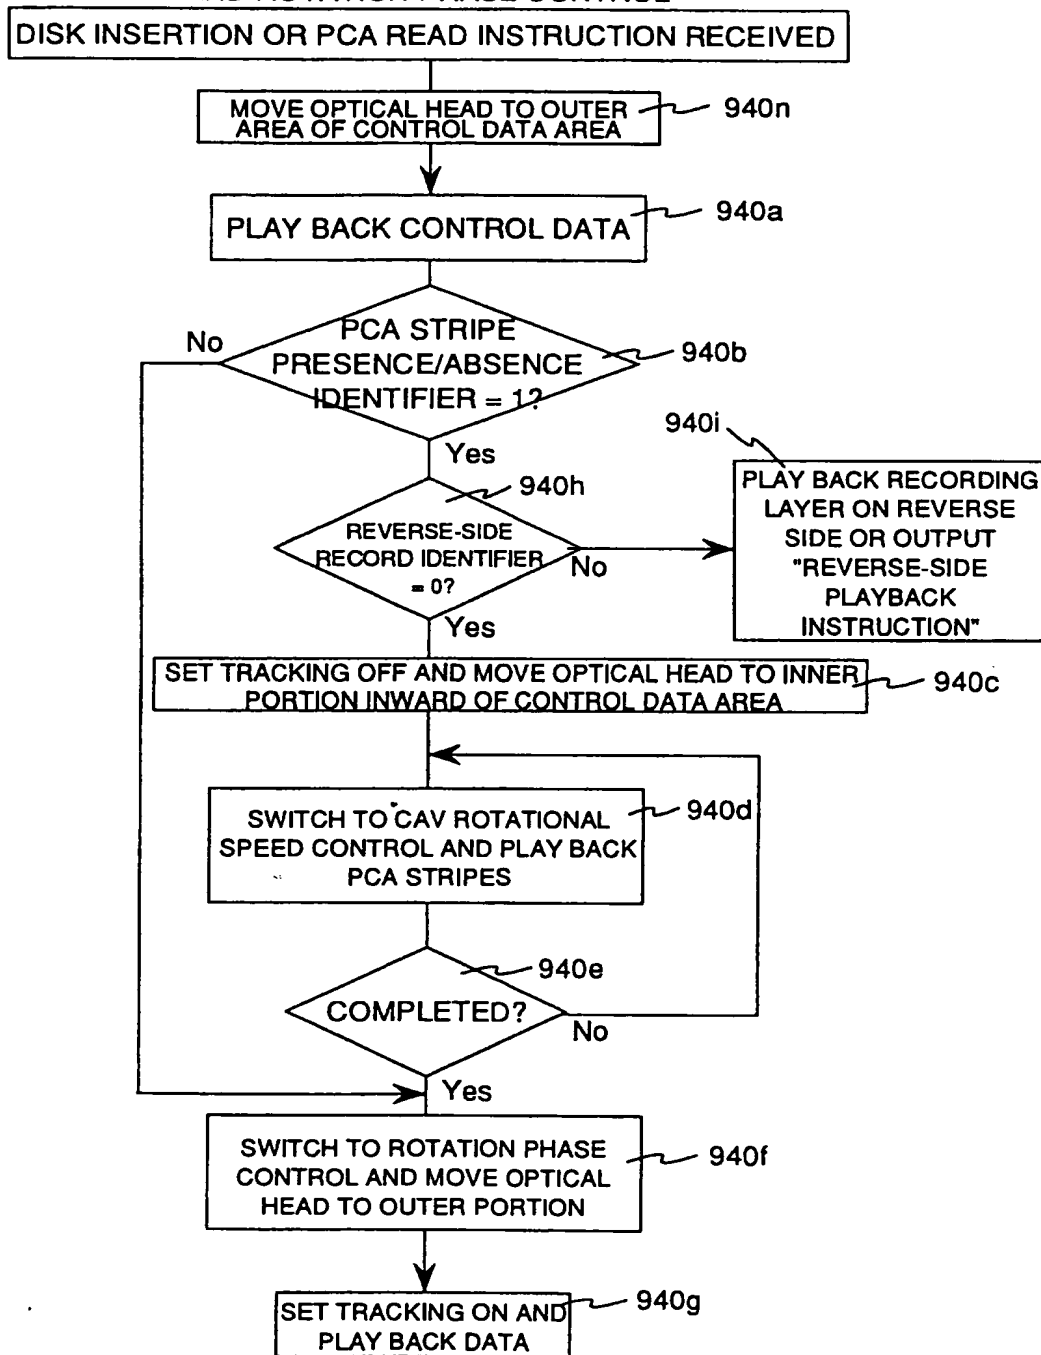 DISK INSERTION OR PCA READ INSTRUCTION RECEIVED
MOVE OPTICAL HEAD TO OUTER
AREA OF CONTROL DATA AREA
940n
PLAY BACK CONTROL DATA
940a
PCA STRIPE
PRESENCE/ABSENCE
IDENTIFIER = 1?
940b
No
Yes
940i
PLAY BACK RECORDING
LAYER ON REVERSE
SIDE OR OUTPUT
"REVERSE-SIDE
PLAYBACK
INSTRUCTION"
940h
REVERSE-SIDE
RECORD IDENTIFIER
= 0?
No
Yes
SET TRACKING OFF AND MOVE OPTICAL HEAD TO INNER
PORTION INWARD OF CONTROL DATA AREA
940c
SWITCH TO CAV ROTATIONAL
SPEED CONTROL AND PLAY BACK
PCA STRIPES
940d
940e
COMPLETED?
No
Yes
SWITCH TO ROTATION PHASE
CONTROL AND MOVE OPTICAL
HEAD TO OUTER PORTION
940f
SET TRACKING ON AND
PLAY BACK DATA
940g